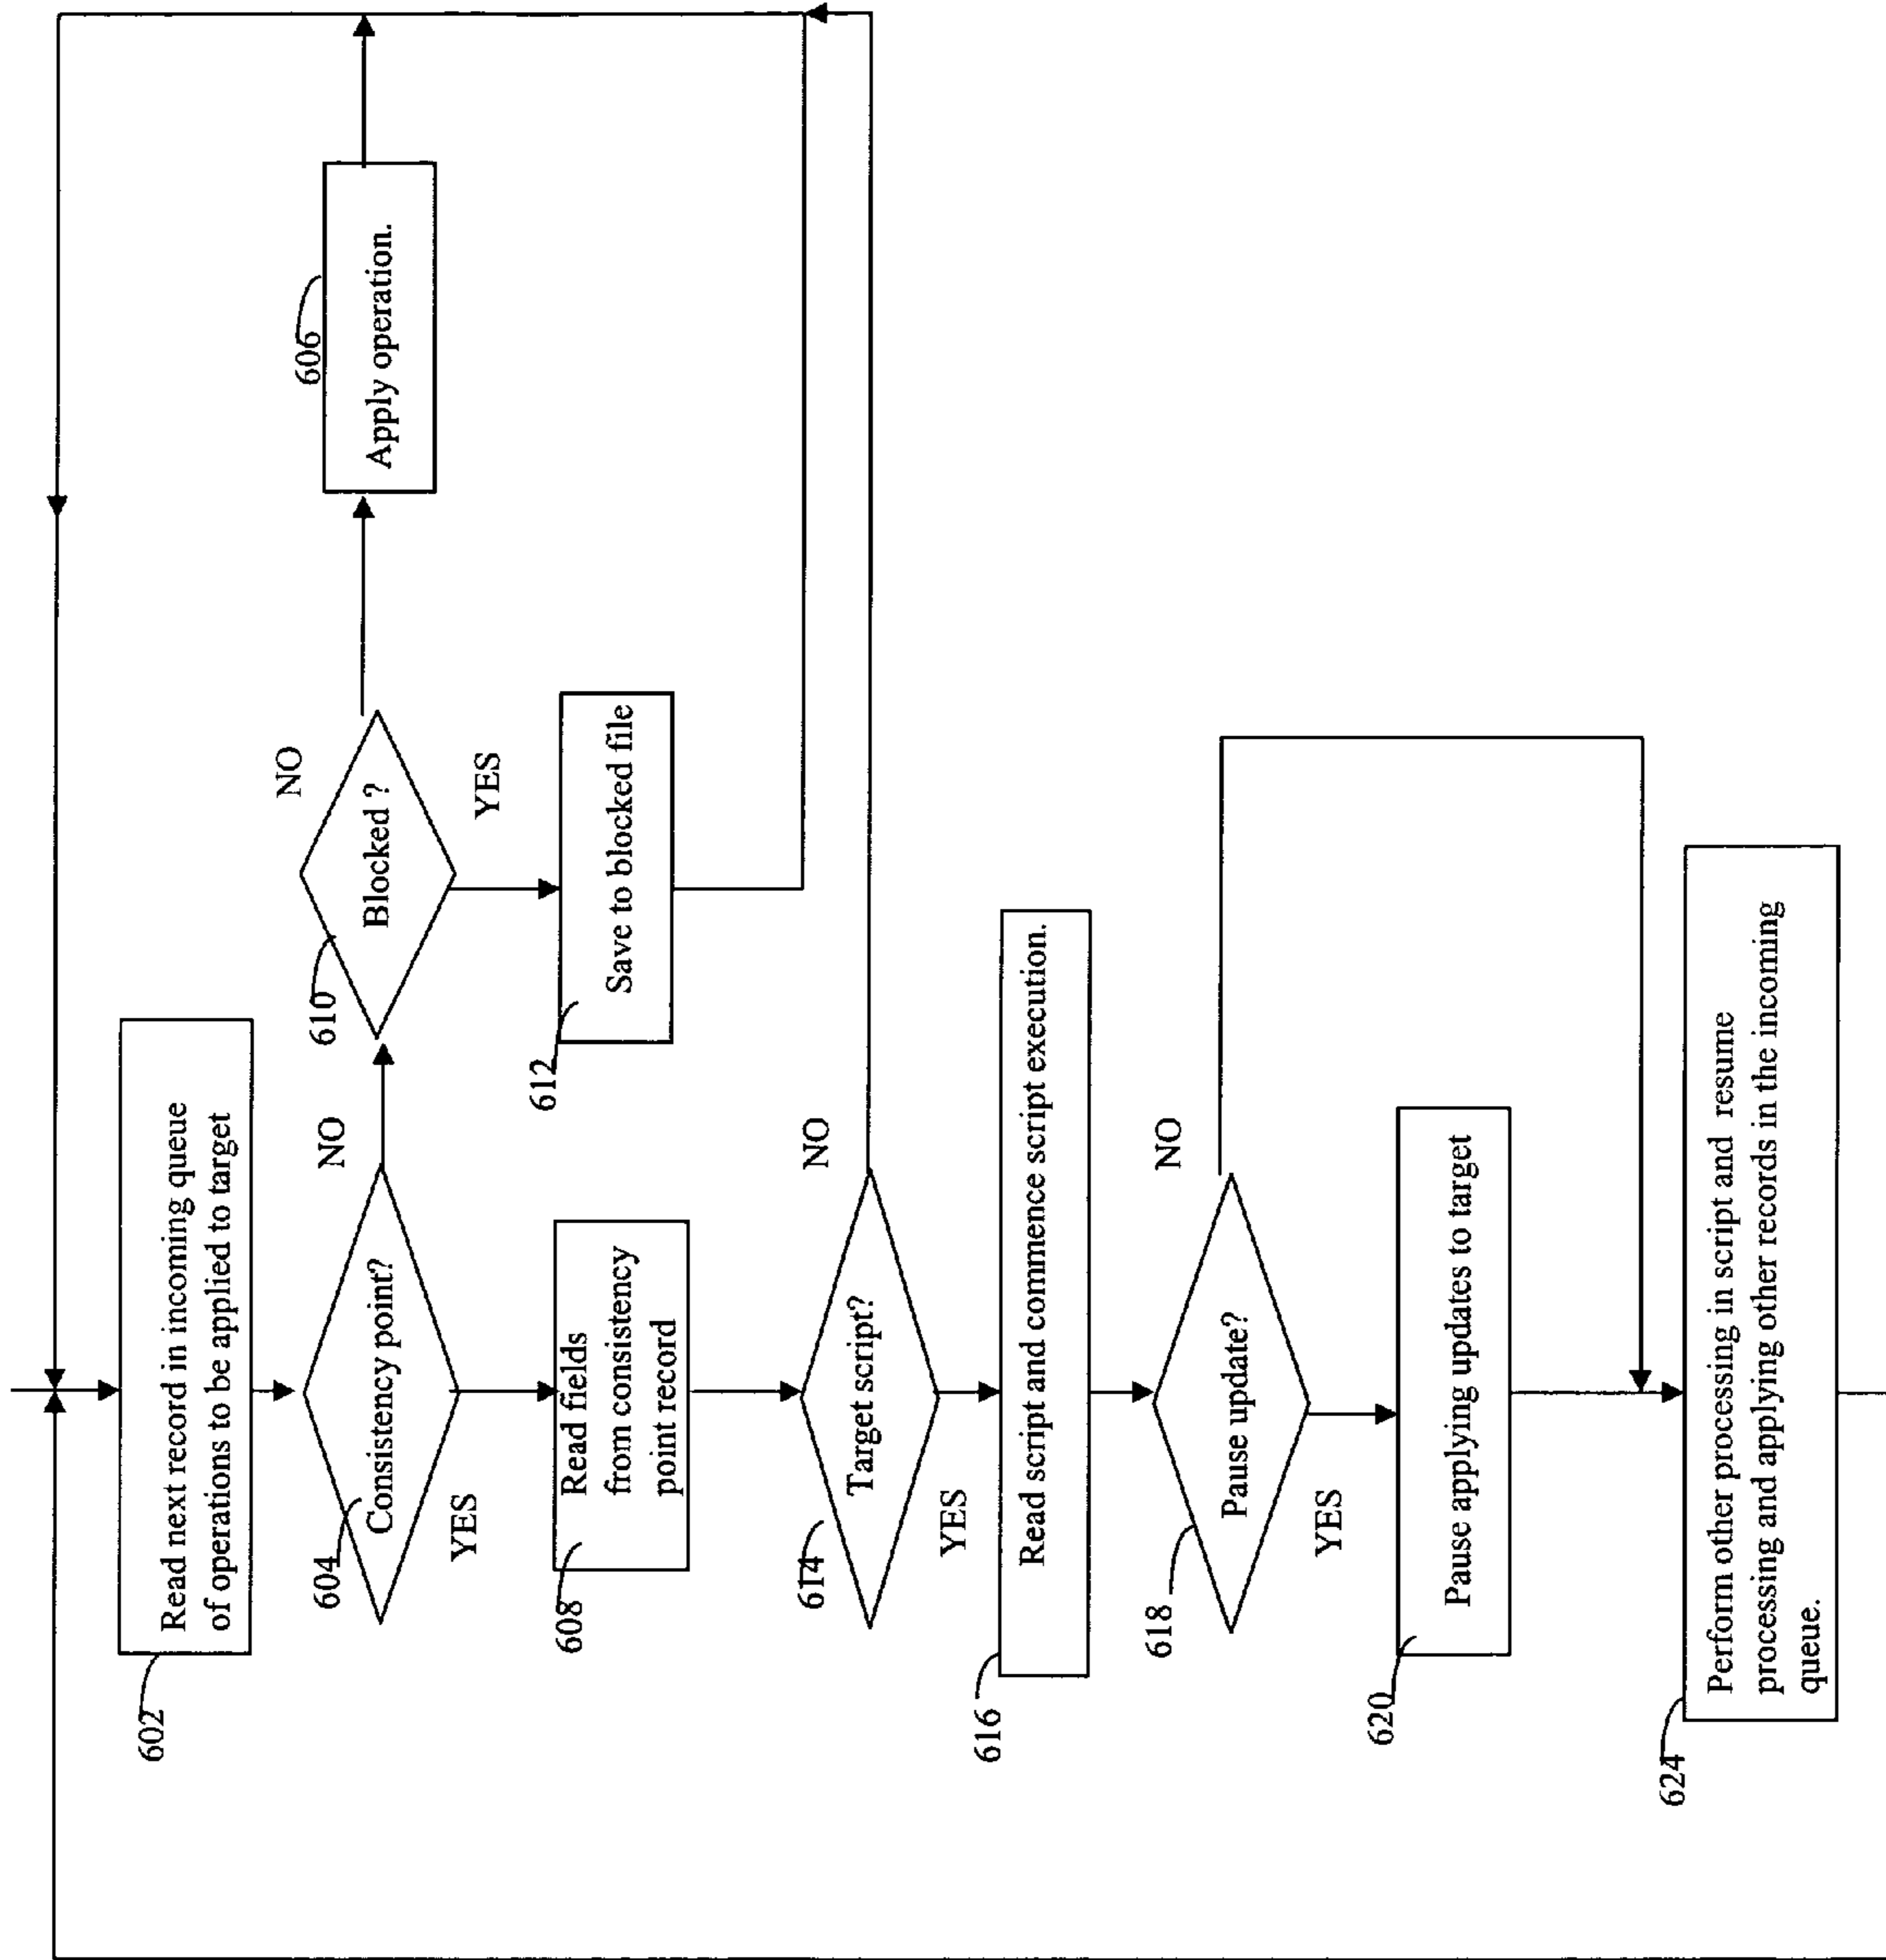 602
Read next record in incoming queue
of operations to be applied to target
604
Consistency point?
NO
YES
610
Blocked ?
NO
YES
606
Apply operation.
612
Save to blocked file
608
Read fields
from consistency
point record
614
Target script?
NO
YES
616
Read script and commence script execution.
618
Pause update?
NO
YES
620
Pause applying updates to target
624
Perform other processing in script and resume
processing and applying other records in the incoming
queue.